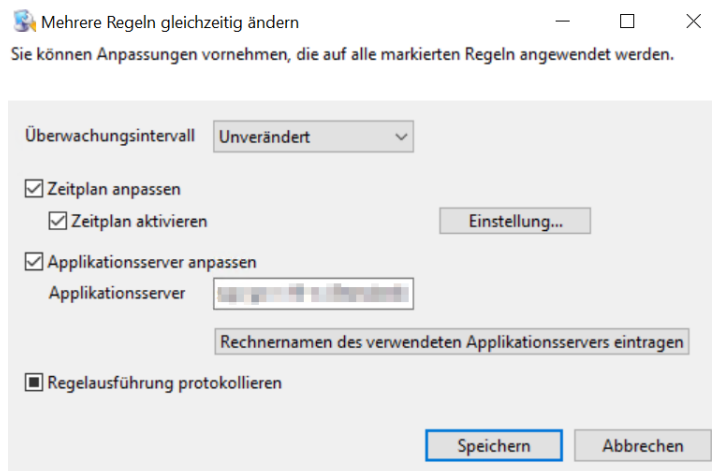 Mehrere Regeln gleichzeitig ändern
Sie können Anpassungen vornehmen, die auf alle markierten Regeln angewendet werden.
Überwachungsintervall Unverändert
Zeitplan anpassen
Zeitplan aktivieren Einstellung...
Applikationsserver anpassen
Applikationsserver
Rechnernamen des verwendeten Applikationsservers eintragen
Regelausführung protokollieren
Speichern Abbrechen